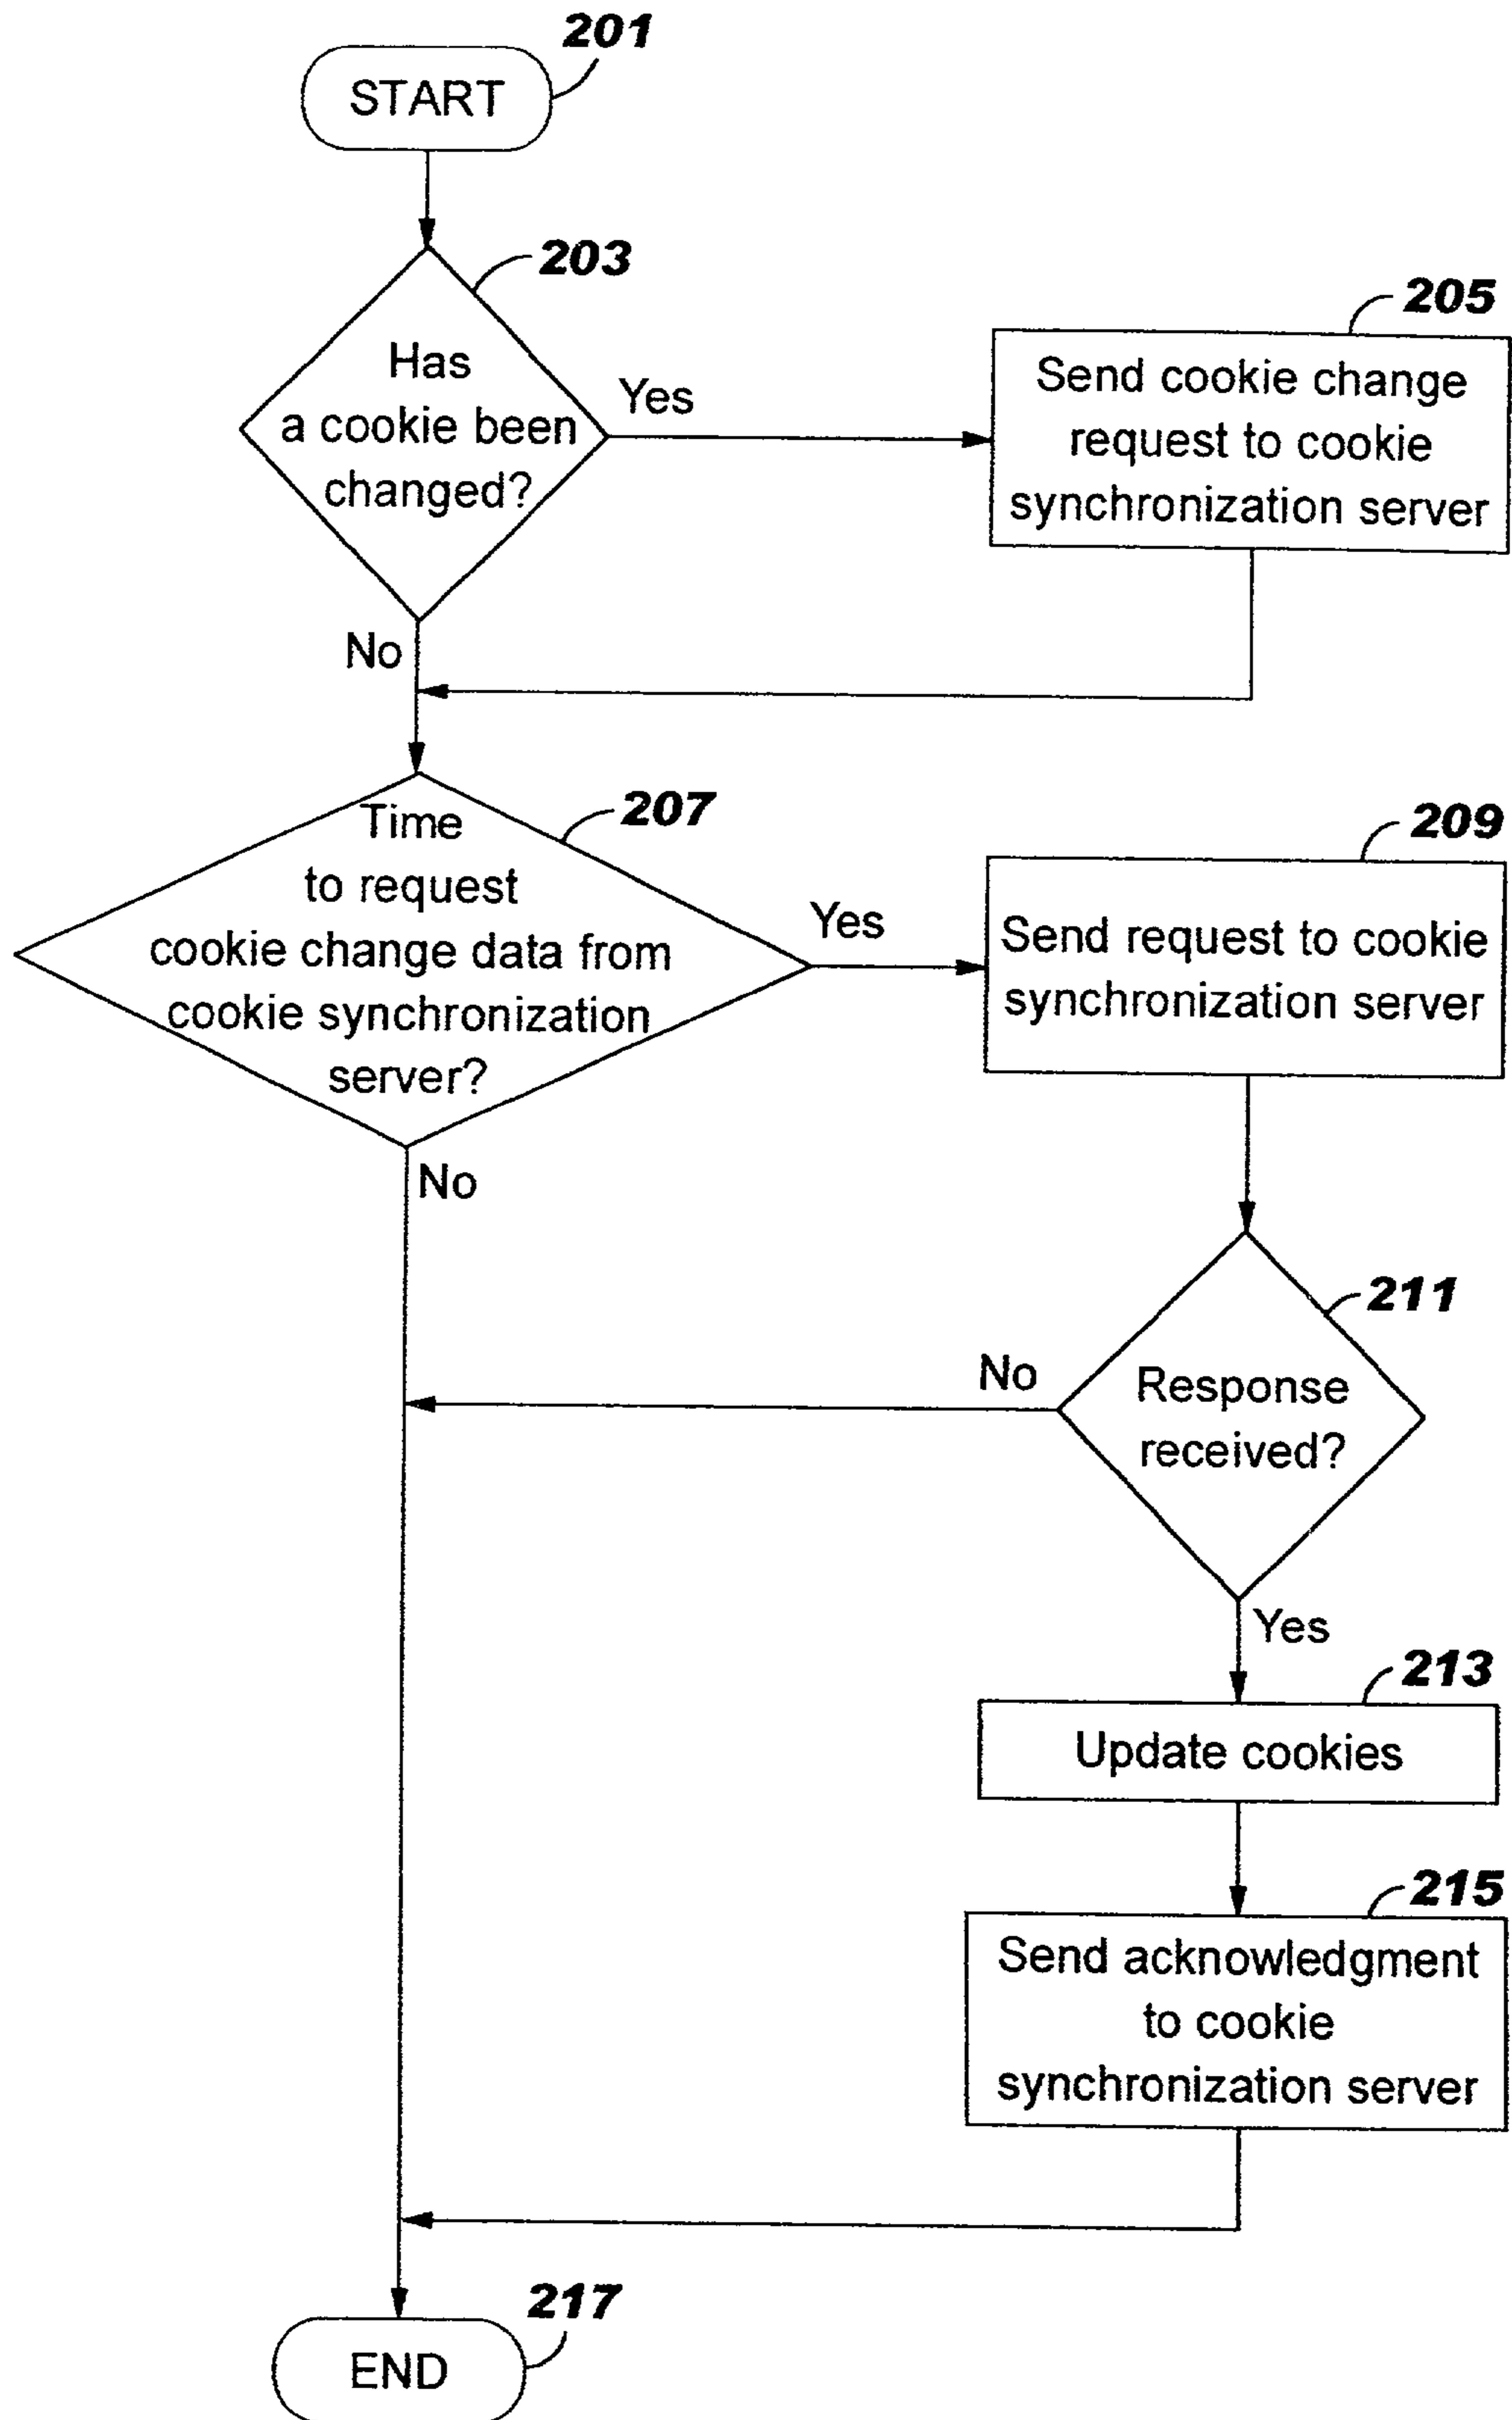 201
START
203
Has
a cookie been
changed?
Yes
205
Send cookie change
request to cookie
synchronization server
No
207
Time
to request
cookie change data from
cookie synchronization
server?
Yes
209
Send request to cookie
synchronization server
No
211
Response
received?
No
Yes
213
Update cookies
215
Send acknowledgment
to cookie
synchronization server
217
END